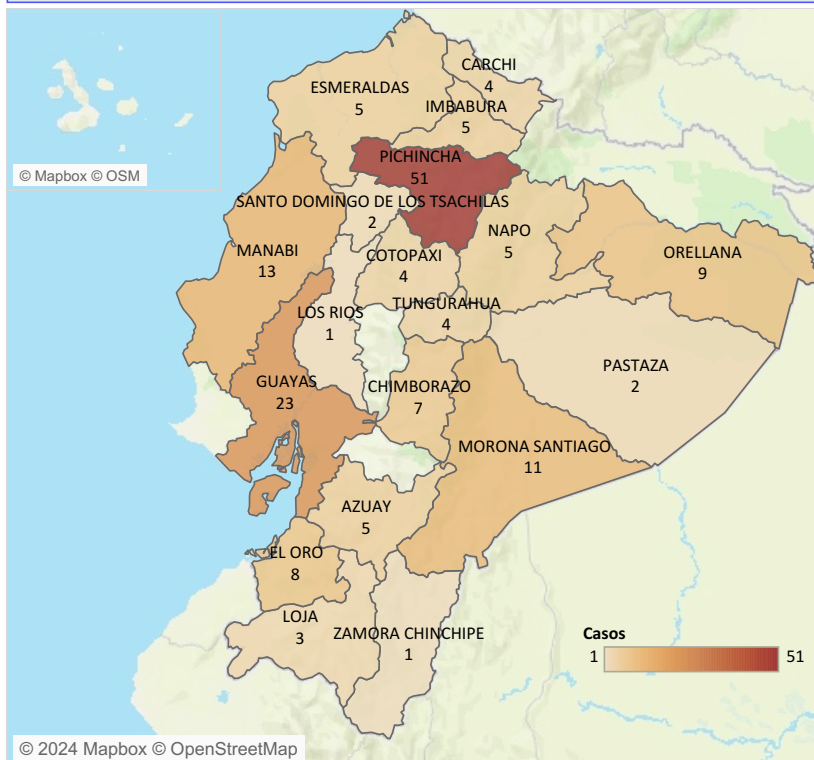 CARCHI
4
ESMERALDAS
5
IMBABURA
5
© Mapbox © OSM
PICHINCHA
51
SANTO DOMINGO DE LOS TSACHILAS
2
NAPO
5
MANABI
13
COTOPAXI
4
ORELLANA
9
TUNGURAHUA
4
LOS RIOS
1
PASTAZA
2
GUAYAS
23
CHIMBORAZO
7
MORONA SANTIAGO
11
AZUAY
5
EL ORO
8
LOJA
3
ZAMORA CHINCHIPE
1
Casos
1 51
© 2024 Mapbox © OpenStreetMap